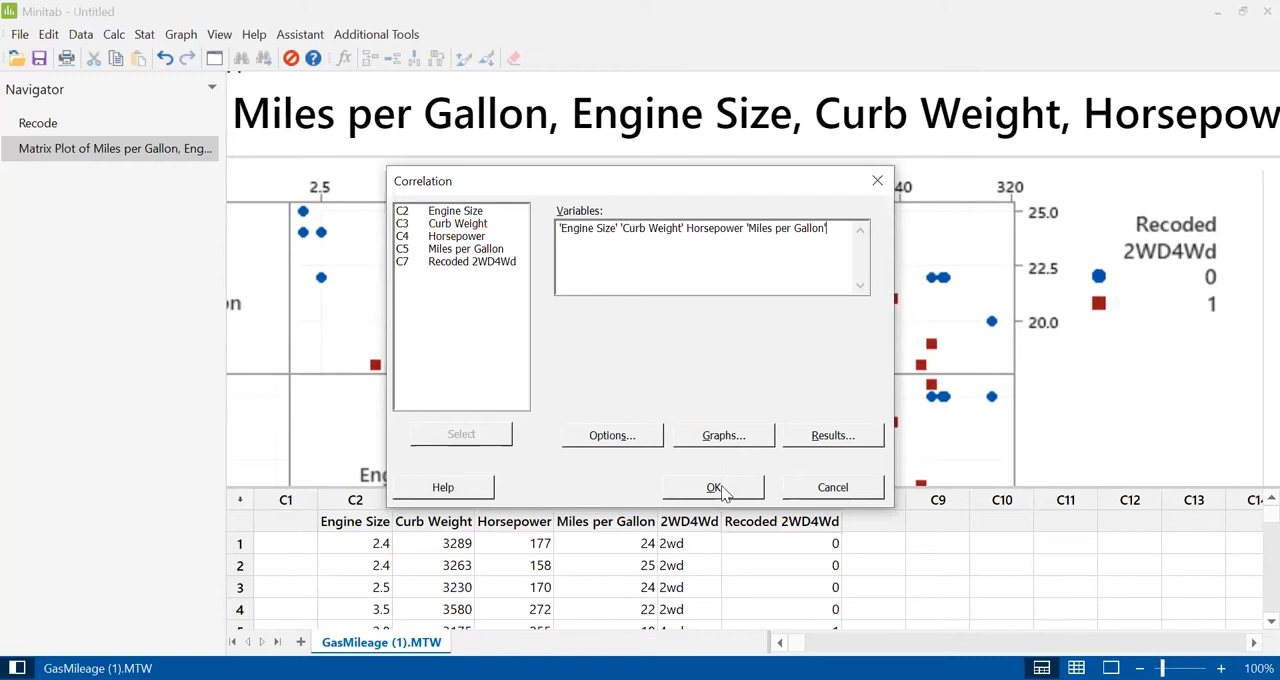 Minitab - Untitled
File Edit Data Calc Stat Graph View Help Assistant Additional Tools
Navigator
Recode
Matrix Plot of Miles per Gallon, Eng...
Miles per Gallon, Engine Size, Curb Weight, Horsepow
2.5
40
320
25.0
22.5
20.0
on
Eng
Recoded
2WD4Wd
0
1
Correlation
C2 Engine Size
C3 Curb Weight
C4 Horsepower
C5 Miles per Gallon
C7 Recoded 2WD4Wd
Variables:
'Engine Size' 'Curb Weight' Horsepower 'Miles per Gallon'
Select
Options...
Graphs...
Results...
Help
OK
Cancel
C1 C2 C9 C10 C11 C12 C13 C14
Engine Size Curb Weight Horsepower Miles per Gallon 2WD4Wd Recoded 2WD4Wd
1 2.4 3289 177 24 2wd 0
2 2.4 3263 158 25 2wd 0
3 2.5 3230 170 24 2wd 0
4 3.5 3580 272 22 2wd 0
GasMileage (1).MTW
GasMileage (1).MTW
100%